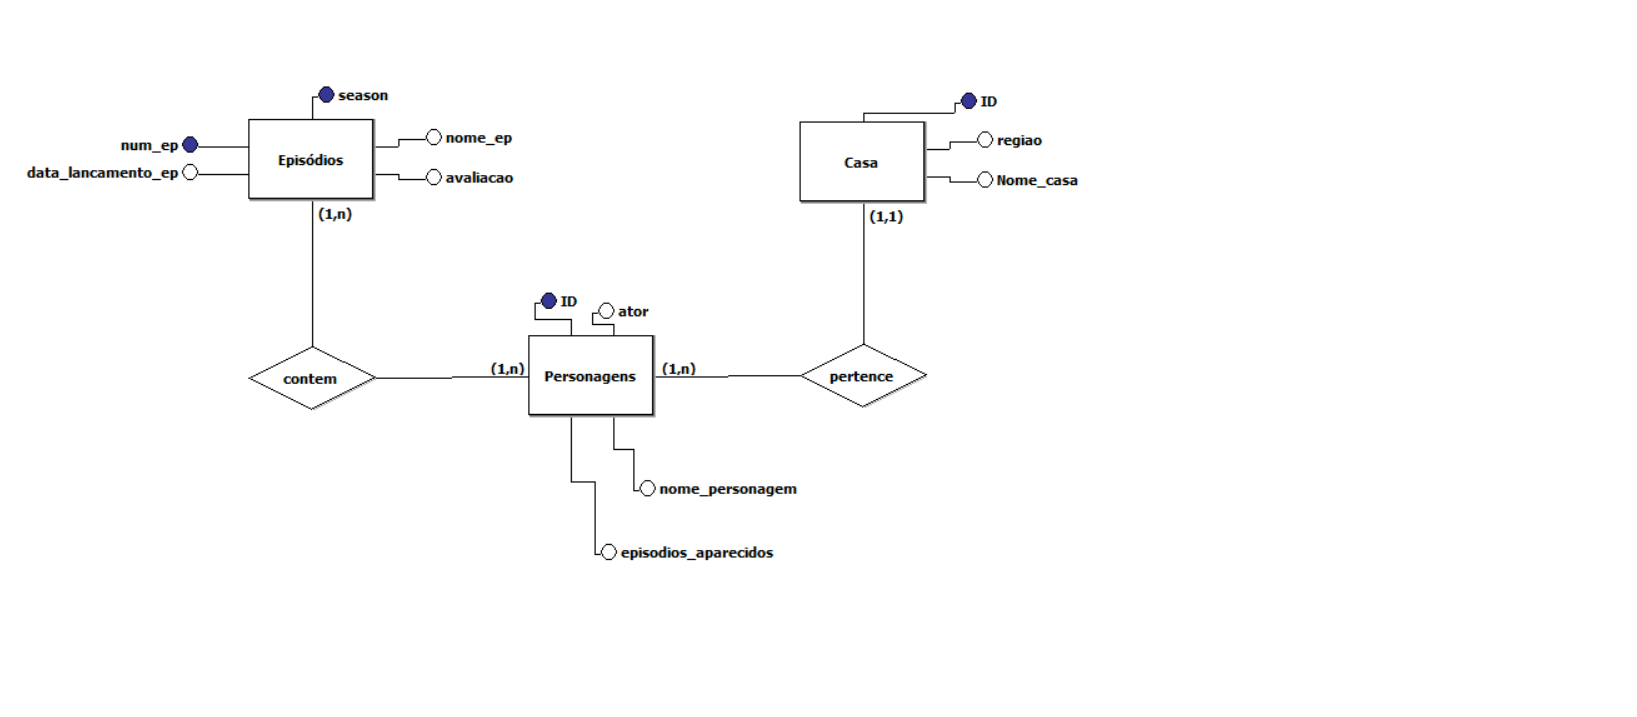 season
num_ep
data_lancamento_ep
Episódios
nome_ep
avaliacao
(1,n)
ID
regiao
Casa
Nome_casa
(1,1)
ID
ator
contem
(1,n)
Personagens
(1,n)
pertence
nome_personagem
episodios_aparecidos